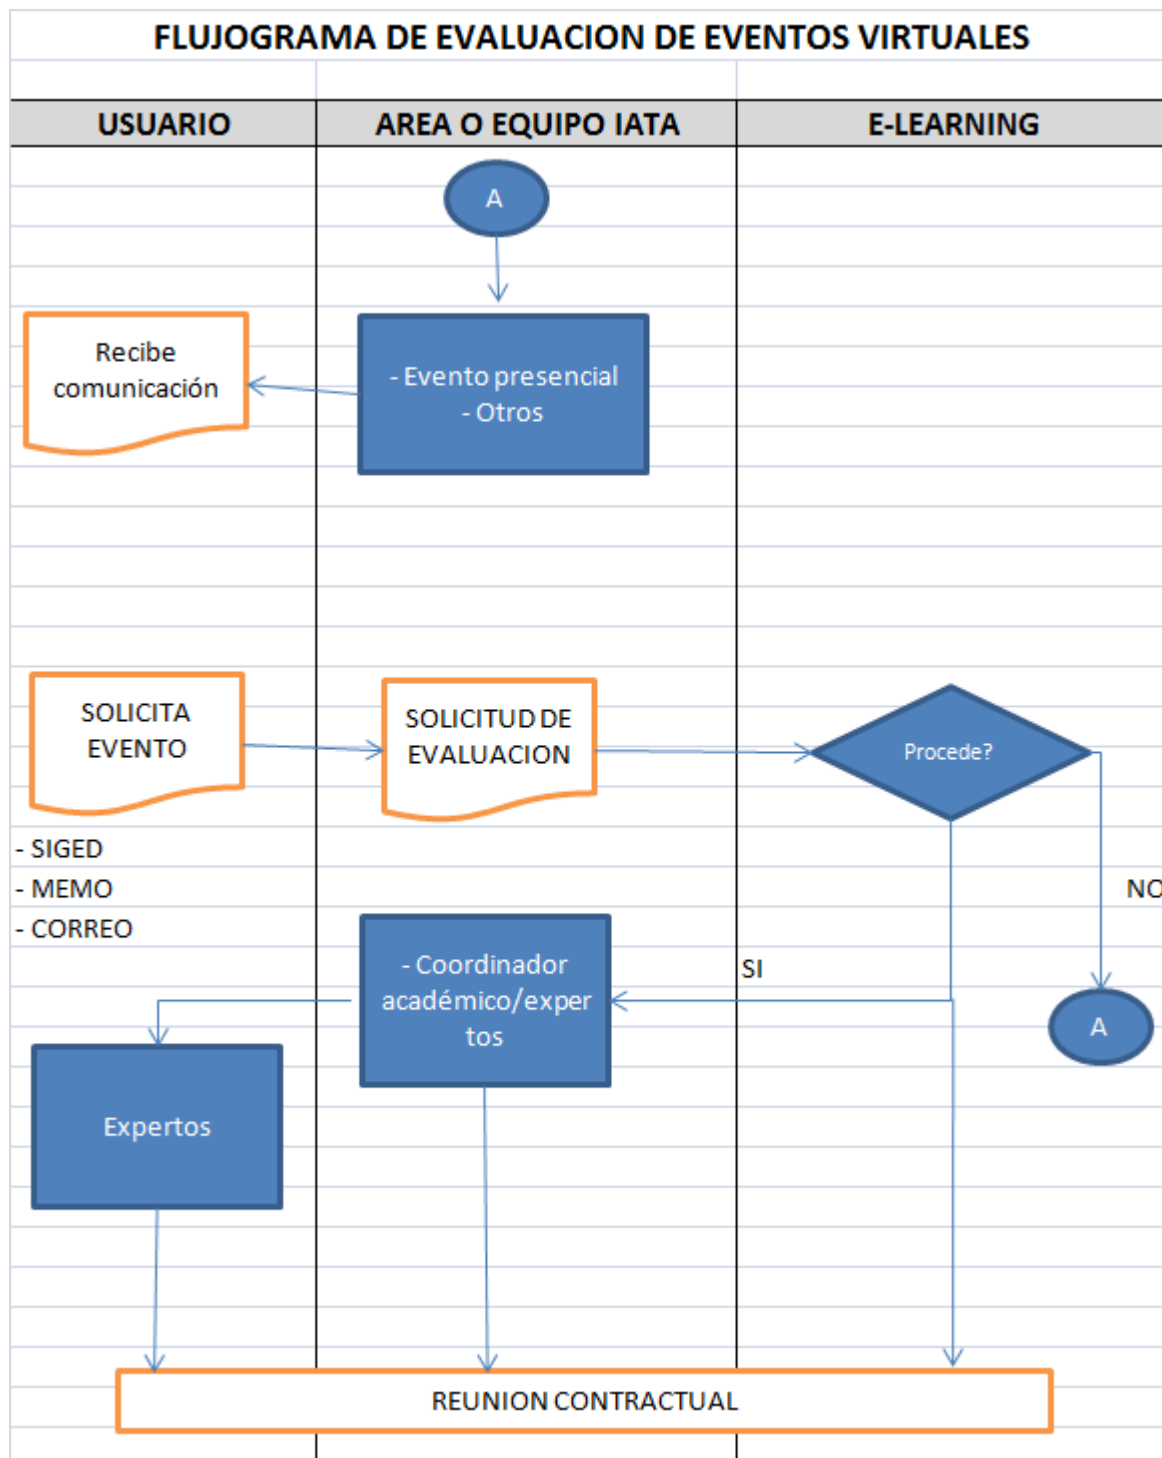 FLUJOGRAMA DE EVALUACION DE EVENTOS VIRTUALES
USUARIO
AREA O EQUIPO IATA
E-LEARNING
A
Recibe
comunicación
- Evento presencial
- Otros
SOLICITA
EVENTO
SOLICITUD DE
EVALUACION
Procede?
- SIGED
- MEMO
- CORREO
NO
- Coordinador
académico/exper
tos
SI
A
Expertos
REUNION CONTRACTUAL